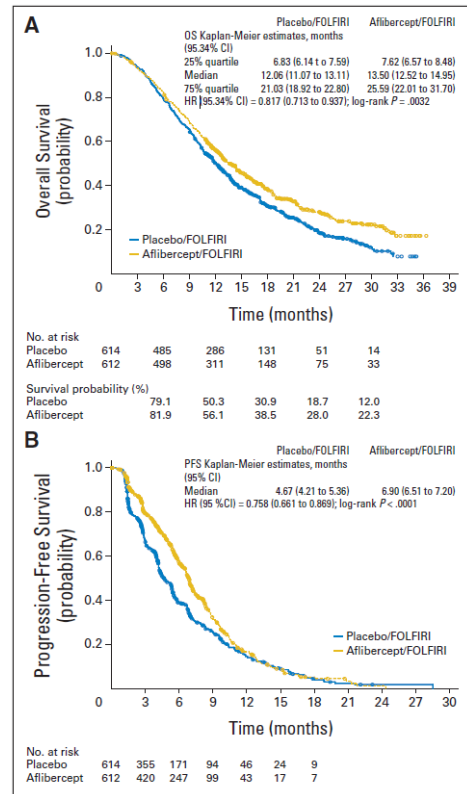 A
Placebo/FOLFIRI Aflibercept/FOLFIRI
OS Kaplan-Meier estimates, months
(95.34% CI)
25% quartile 6.83 (6.14 t o 7.59) 7.62 (6.57 to 8.48)
Median 12.06 (11.07 to 13.11) 13.50 (12.52 to 14.95)
75% quartile 21.03 (18.92 to 22.80) 25.59 (22.01 to 31.70)
HR (95.34% CI) = 0.817 (0.713 to 0.937); log-rank P = .0032
Overall Survival
(probability)
1.0
0.8
0.6
0.4
0.2
Placebo/FOLFIRI
Aflibercept/FOLFIRI
0 3 6 9 12 15 18 21 24 27 30 33 36 39
Time (months)
No. at risk
Placebo 614 485 286 131 51 14
Aflibercept 612 498 311 148 75 33
Survival probability (%)
Placebo 79.1 50.3 30.9 18.7 12.0
Aflibercept 81.9 56.1 38.5 28.0 22.3
B
Placebo/FOLFIRI Aflibercept/FOLFIRI
PFS Kaplan-Meier estimates, months
(95% CI)
Median 4.67 (4.21 to 5.36) 6.90 (6.51 to 7.20)
HR (95 %CI) = 0.758 (0.661 to 0.869); log-rank P < .0001
Progression-Free Survival
(probability)
1.0
0.8
0.6
0.4
0.2
Placebo/FOLFIRI
Aflibercept/FOLFIRI
0 3 6 9 12 15 18 21 24 27 30
Time (months)
No. at risk
Placebo 614 355 171 94 46 24 9
Aflibercept 612 420 247 99 43 17 7